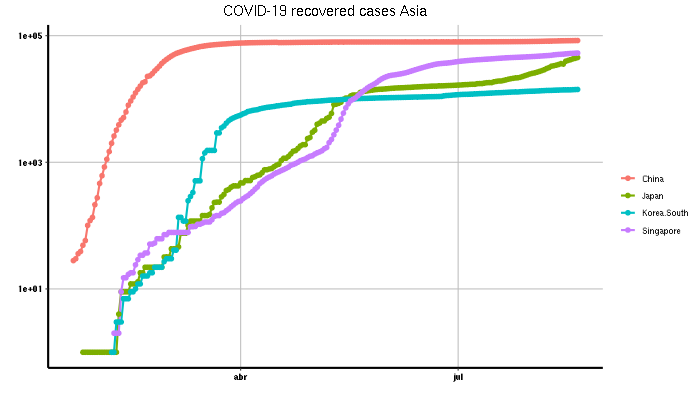 COVID-19 recovered cases Asia
1e+05
1e+03
1e+01
abr
jul
China
Japan
Korea.South
Singapore